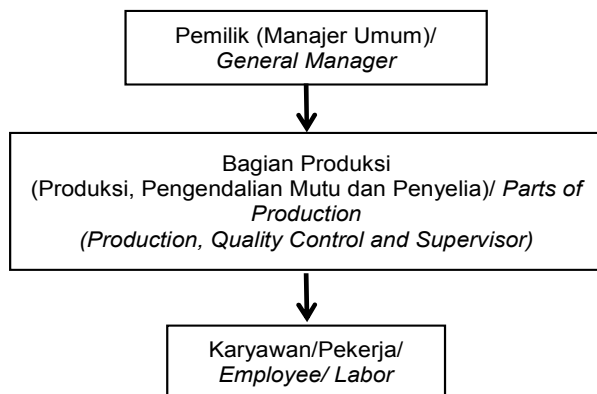 Pemilik (Manajer Umum)/
General Manager
Bagian Produksi
(Produksi, Pengendalian Mutu dan Penyelia)/ Parts of
Production
(Production, Quality Control and Supervisor)
Karyawan/Pekerja/
Employee/ Labor